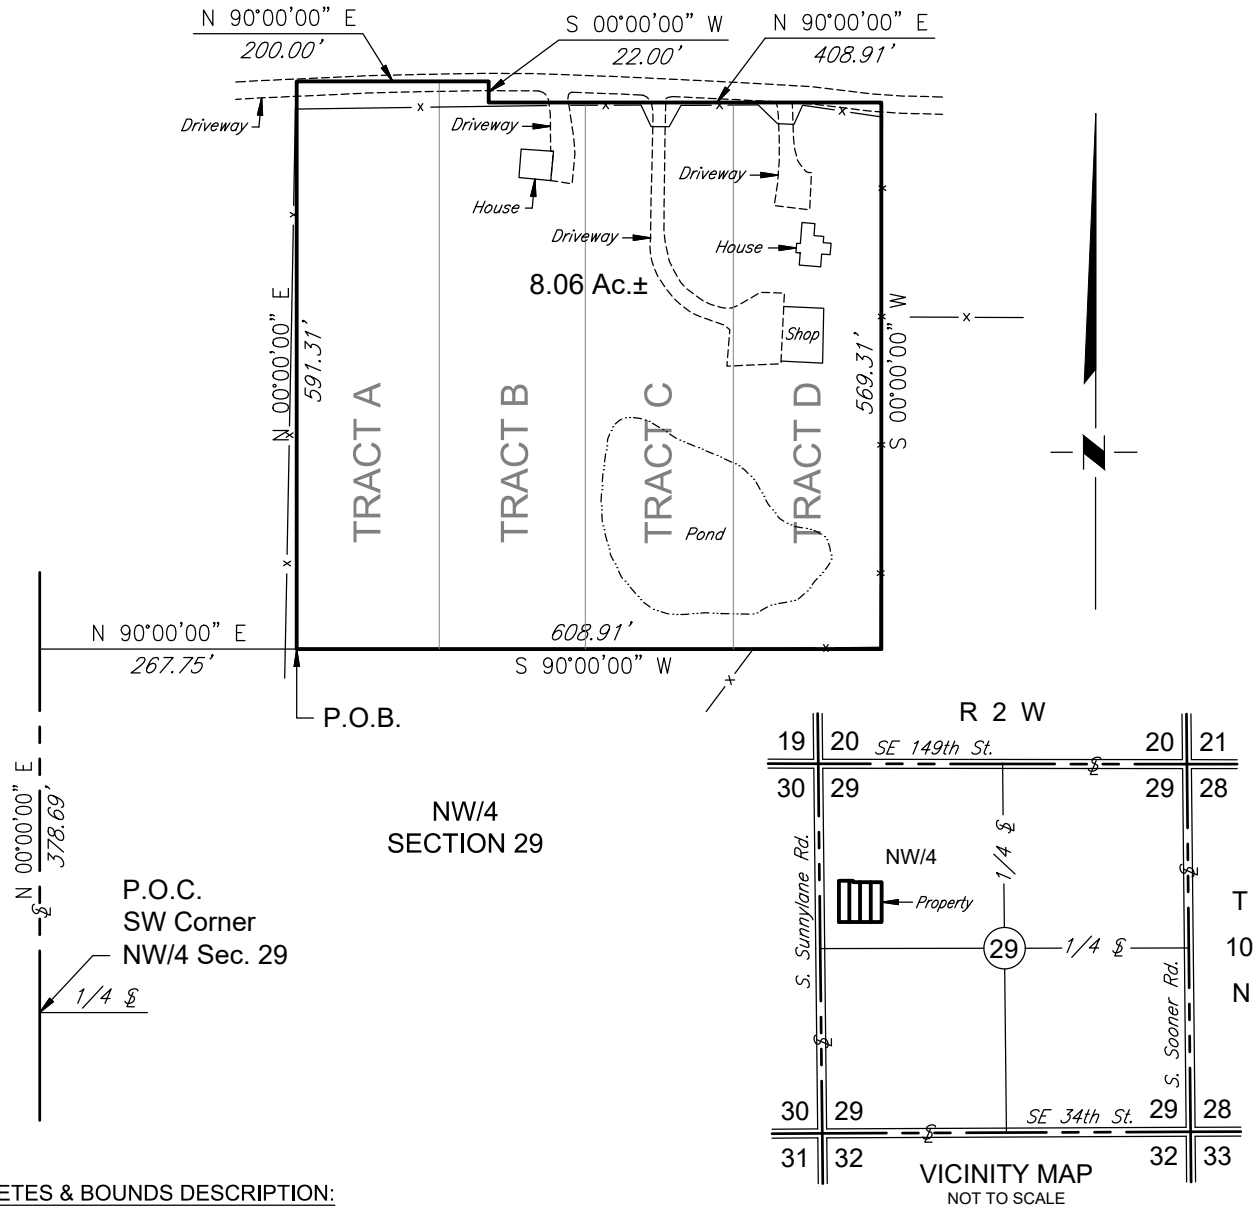 N 90°00'00" E
200.00'
S 00°00'00" W
22.00'
N 90°00'00" E
408.91'
Driveway
Driveway
House
Driveway
Driveway
House
8.06 Ac.±
Shop
N 00°00'00" E
591.31'
S 00°00'00" W
569.31'
TRACT A
TRACT B
TRACT C
TRACT D
Pond
N
608.91'
S 90°00'00" W
N 90°00'00" E
267.75'
P.O.B.
N 00°00'00" E
378.69'
NW/4
SECTION 29
P.O.C.
SW Corner
NW/4 Sec. 29
1/4 
R 2 W
19 20
SE 149th St.
20 21
30 29
29 28
S. Sunnylane Rd.
1/4 
NW/4
Property
29
1/4 
T
10
N
S. Sooner Rd.
30 29
SE 34th St.
29 28
31 32
32 33
VICINITY MAP
NOT TO SCALE
ETES & BOUNDS DESCRIPTION: